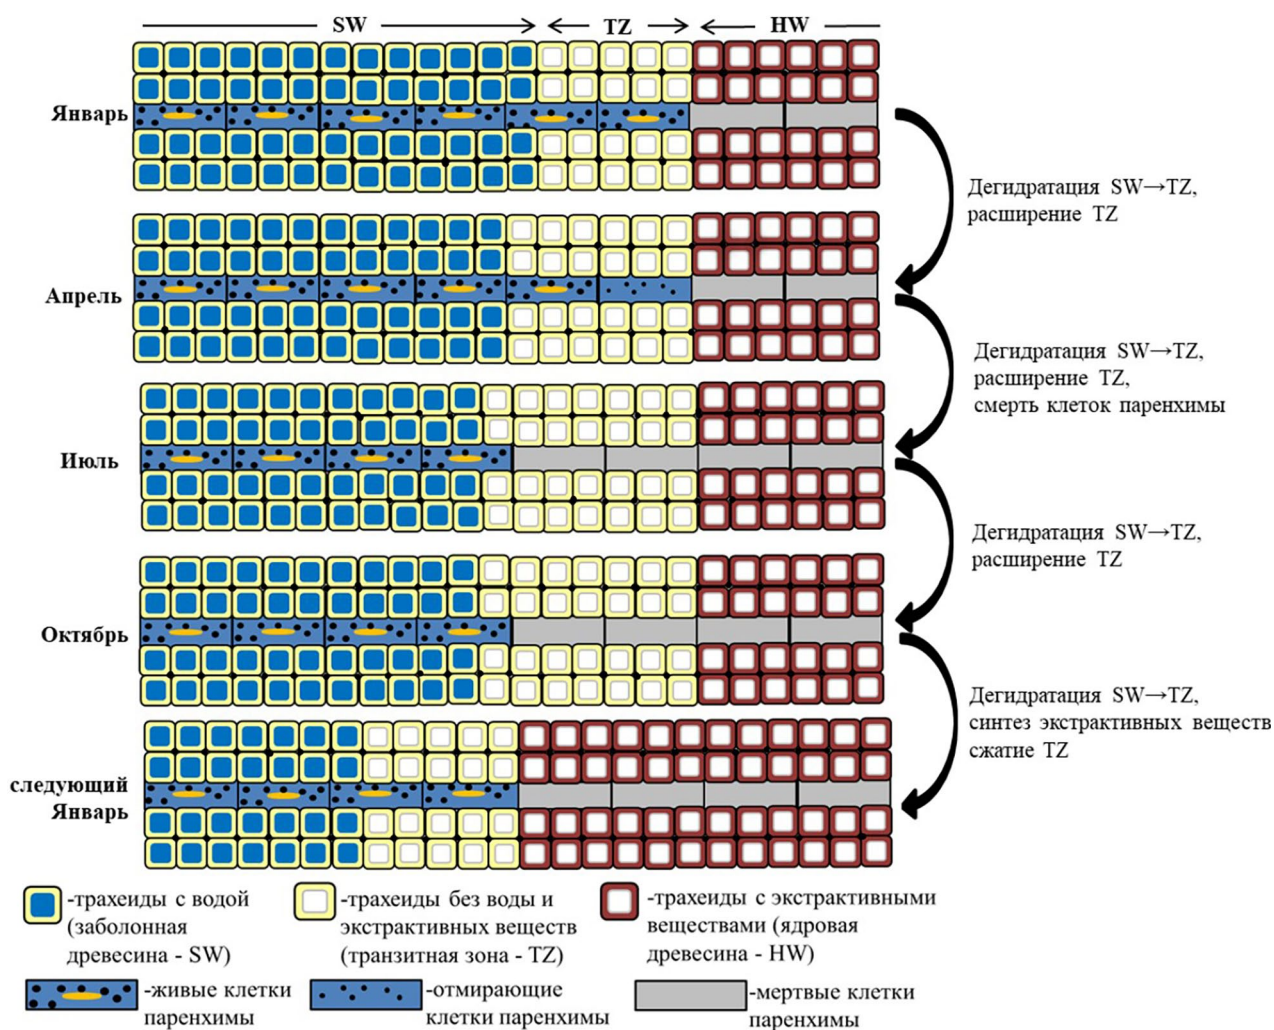 SW TZ HW
Январь
Дегидратация SW→TZ,
расширение TZ
Апрель
Дегидратация SW→TZ,
расширение TZ,
смерть клеток паренхимы
Июль
Дегидратация SW→TZ,
расширение TZ
Октябрь
Дегидратация SW→TZ,
синтез экстрактивных веществ
сжатие TZ
следующий
Январь
-трахеиды с водой
(заболонная
древесина - SW)
-трахеиды без воды и
экстрактивных веществ
(транзитная зона - TZ)
-трахеиды с экстрактивными
веществами (ядровая
древесина - HW)
-живые клетки
паренхимы
-отмирающие
клетки паренхимы
-мертвые клетки
паренхимы